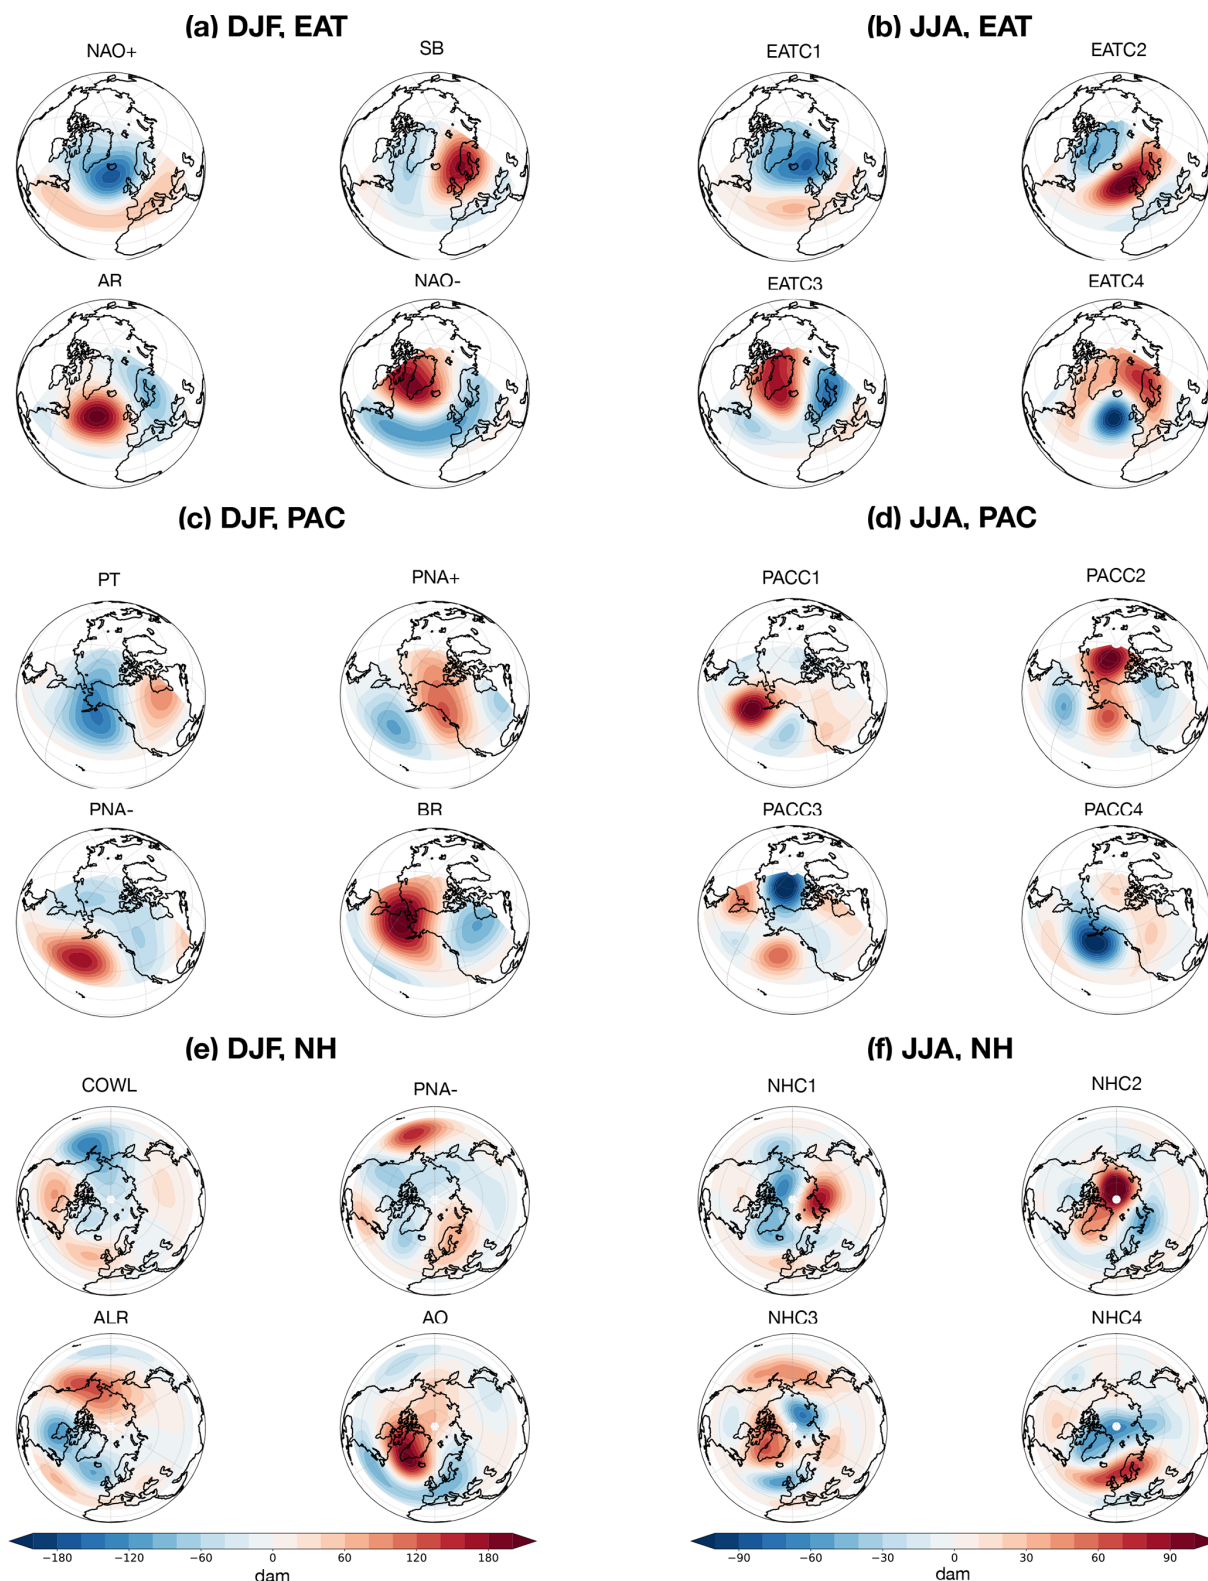 (a) DJF, EAT
(b) JJA, EAT
NAO+
SB
EATC1
EATC2
AR
NAO-
EATC3
EATC4
(c) DJF, PAC
(d) JJA, PAC
PT
PNA+
PACC1
PACC2
PNA-
BR
PACC3
PACC4
(e) DJF, NH
(f) JJA, NH
COWL
PNA-
NHC1
NHC2
ALR
AO
NHC3
NHC4
−180 −120 −60 0 60 120 180
dam
−90 −60 −30 0 30 60 90
dam